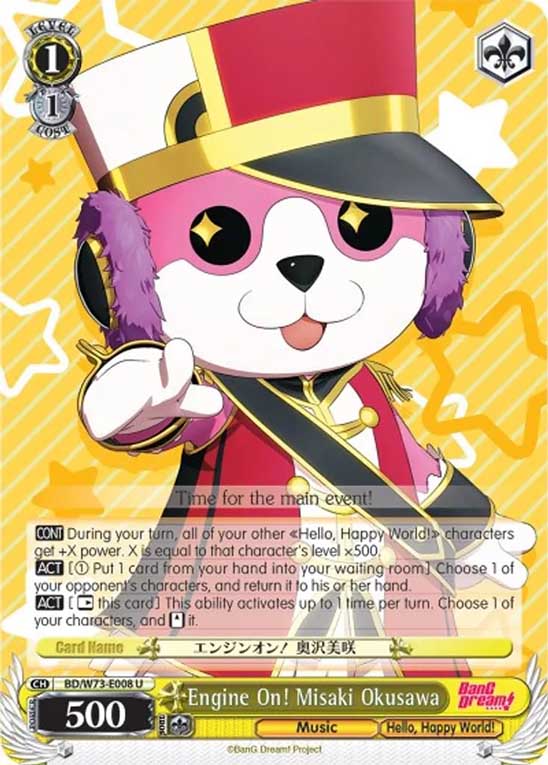 LEVEL
1
1
COST
Time for the main event!
CONT During your turn, all of your other «Hello, Happy World!» characters
get +X power. X is equal to that character's level ×500.
ACT [① Put 1 card from your hand into your waiting room] Choose 1 of
your opponent's characters, and return it to his or her hand.
ACT [ this card] This ability activates up to 1 time per turn. Choose 1 of
your characters, and it.
Card Name エンジンオン! 奥沢美咲
CH BD/W73-E008 U
Engine On! Misaki Okusawa
BanG Dream!
POWER 500 SOUL
Music
Hello, Happy World!
©BanG Dream! Project